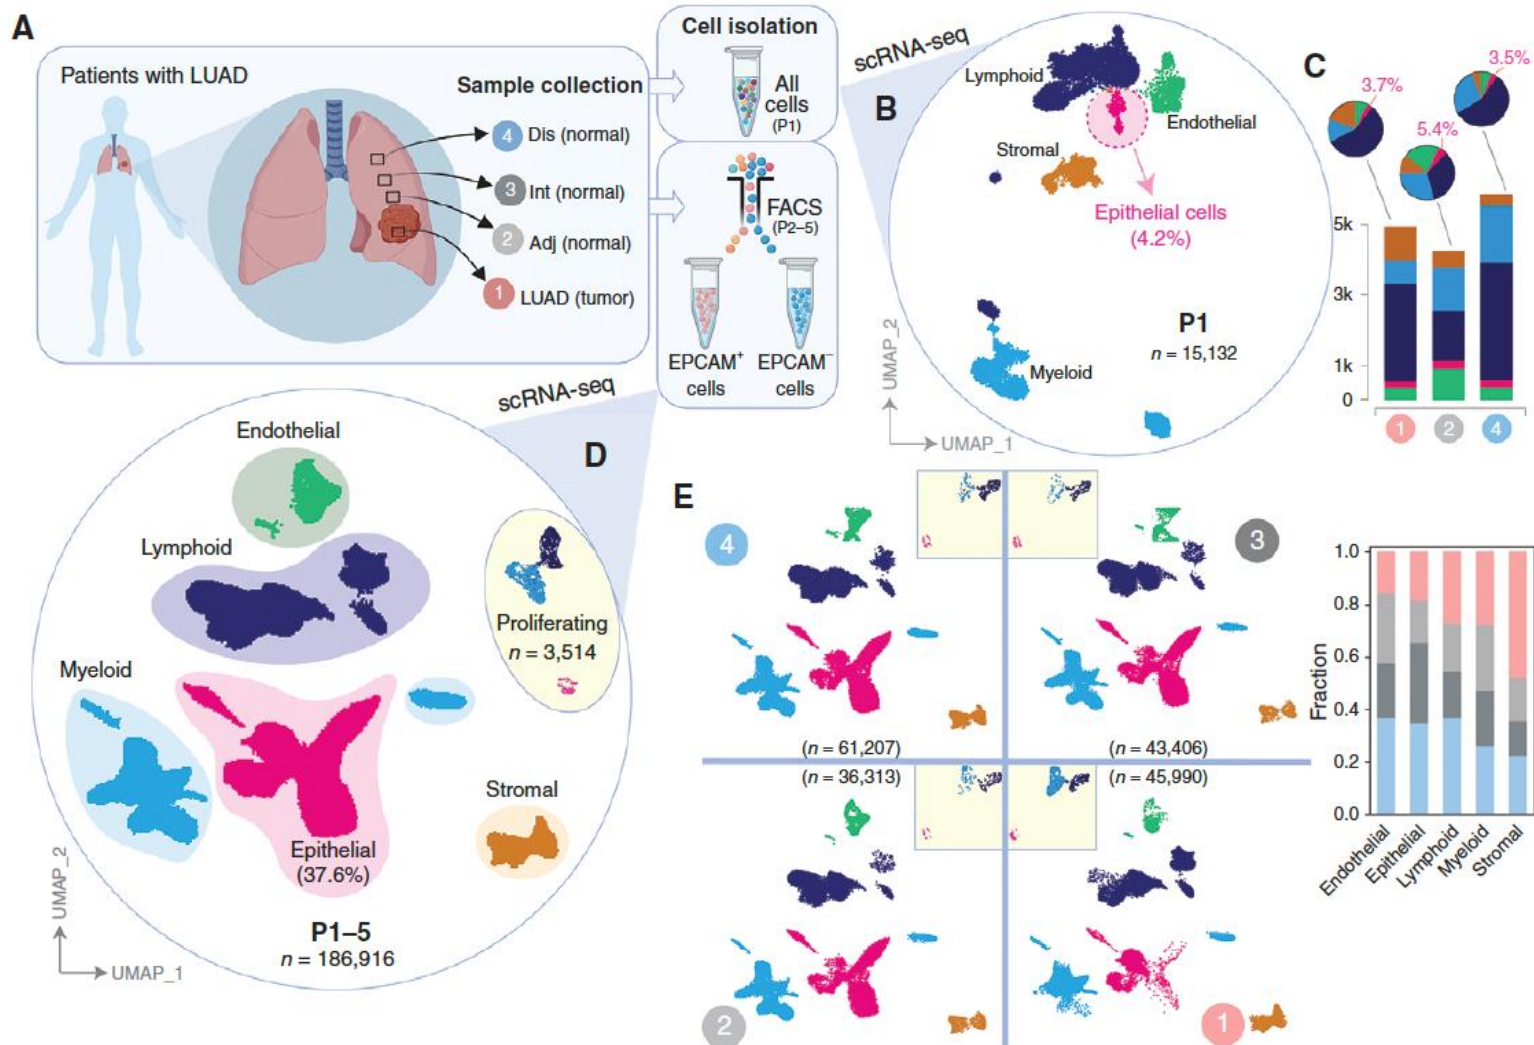 A
Patients with LUAD
Sample collection
4 Dis (normal)
3 Int (normal)
2 Adj (normal)
1 LUAD (tumor)
Cell isolation
All
cells
(P1)
FACS
(P2–5)
EPCAM⁺
cells
EPCAM⁻
cells
scRNA-seq
B
Lymphoid
Endothelial
Stromal
Epithelial cells
(4.2%)
P1
n = 15,132
Myeloid
UMAP_2
UMAP_1
C
3.7%
5.4%
3.5%
5k
3k
1k
0
1
2
4
scRNA-seq
D
Endothelial
Lymphoid
Proliferating
n = 3,514
Myeloid
Epithelial
(37.6%)
Stromal
P1–5
n = 186,916
UMAP_2
UMAP_1
E
4
3
(n = 61,207)
(n = 43,406)
(n = 36,313)
(n = 45,990)
2
1
Fraction
1.0
0.8
0.6
0.4
0.2
0.0
Endothelial
Epithelial
Lymphoid
Myeloid
Stromal